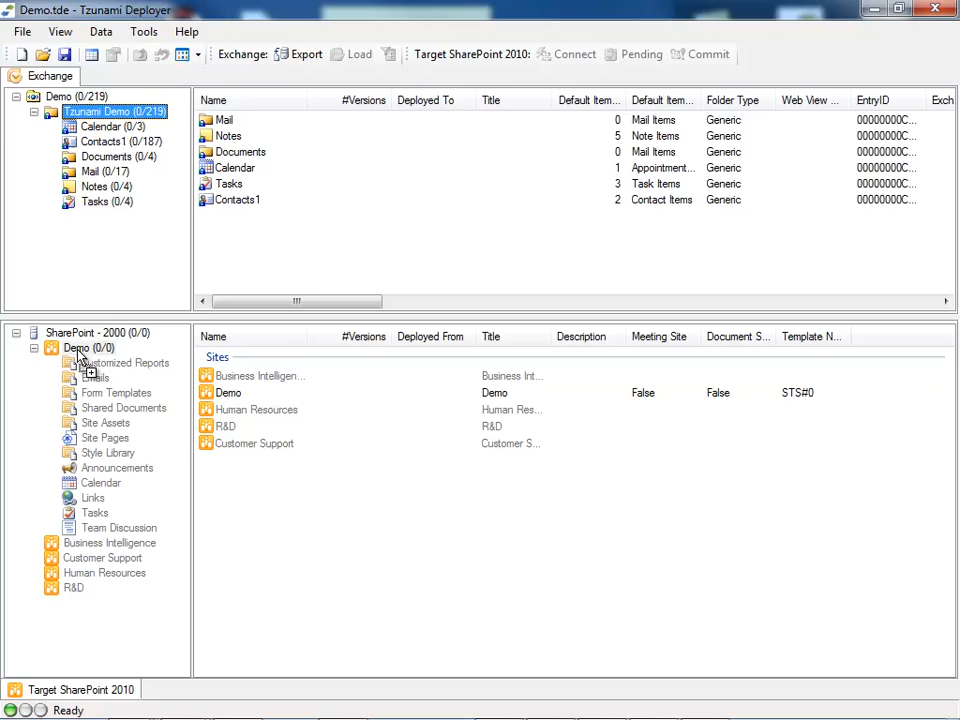 Demo.tde - Tzunami Deployer
File View Data Tools Help
Exchange: Export Load Target SharePoint 2010: Connect Pending Commit
Exchange
Demo (0/219)
Tzunami Demo (0/219)
Calendar (0/3)
Contacts1 (0/187)
Documents (0/4)
Mail (0/17)
Notes (0/4)
Tasks (0/4)
Name #Versions Deployed To Title Default Item... Default Item... Folder Type Web View ... EntryID Exch
Mail 0 Mail Items Generic 00000000C...
Notes 5 Note Items Generic 00000000C...
Documents 0 Mail Items Generic 00000000C...
Calendar 1 Appointment... Generic 00000000C...
Tasks 3 Task Items Generic 00000000C...
Contacts1 2 Contact Items Generic 00000000C...
SharePoint - 2000 (0/0)
Demo (0/0)
Customized Reports
Emails
Form Templates
Shared Documents
Site Assets
Site Pages
Style Library
Announcements
Calendar
Links
Tasks
Team Discussion
Business Intelligence
Customer Support
Human Resources
R&D
Name #Versions Deployed From Title Description Meeting Site Document S... Template N...
Sites
Business Intelligen... Business Int...
Demo Demo False False STS#0
Human Resources Human Res...
R&D R&D
Customer Support Customer S...
Target SharePoint 2010
Ready